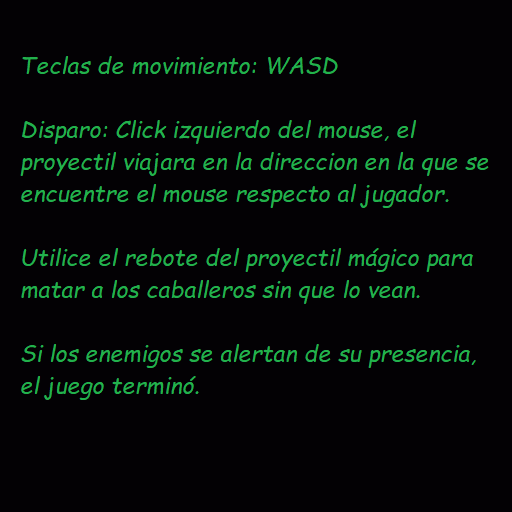 Teclas de movimiento: WASD
Disparo: Click izquierdo del mouse, el
proyectil viajara en la direccion en la que se
encuentre el mouse respecto al jugador.
Utilice el rebote del proyectil mágico para
matar a los caballeros sin que lo vean.
Si los enemigos se alertan de su presencia,
el juego terminó.